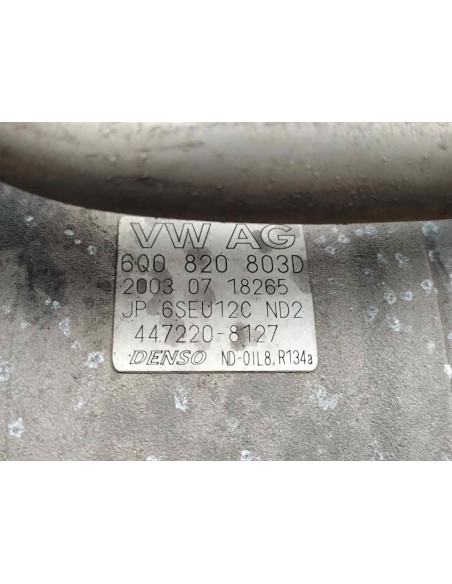 VW AG
6Q0 820 803D
2003 07 18265
JP 6SEU12C ND2
447220-8127
DENSO ND-OIL8.R134a